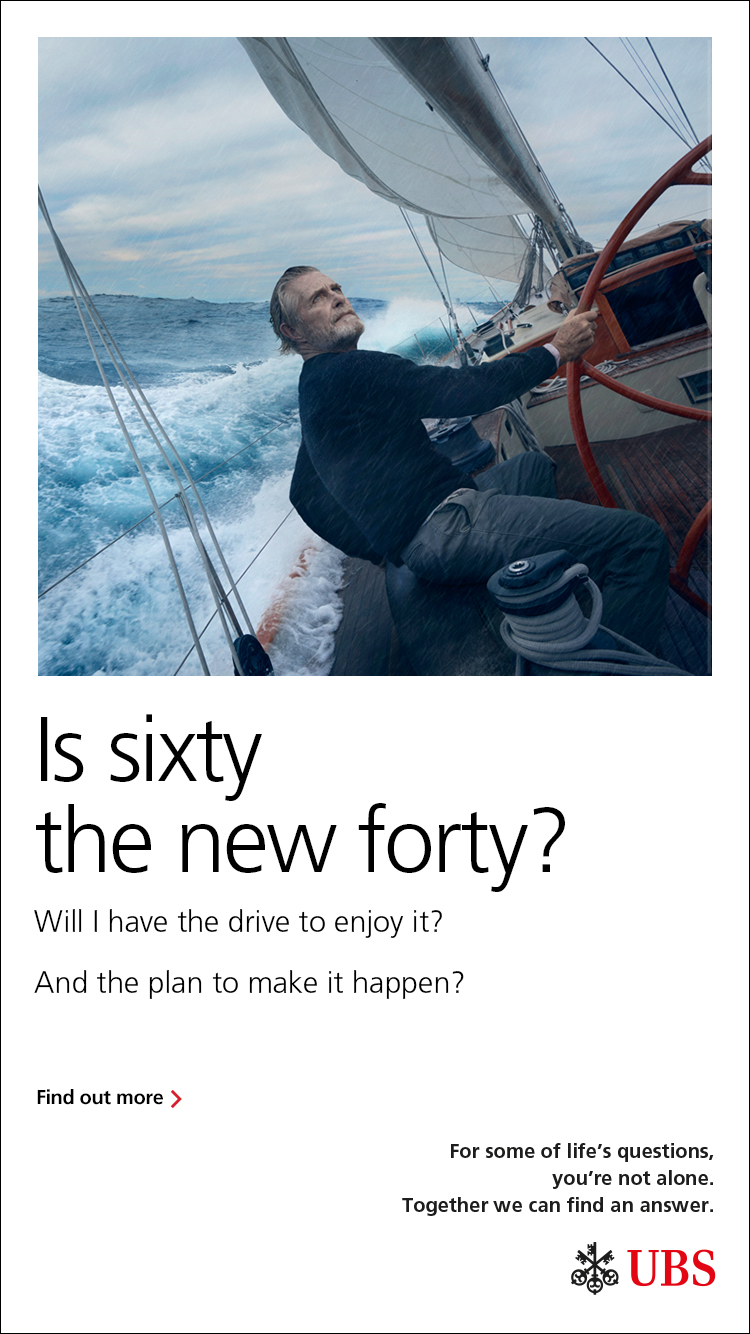 Is sixty
the new forty?
Will I have the drive to enjoy it?
And the plan to make it happen?
Find out more
For some of life’s questions,
you’re not alone.
Together we can find an answer.
UBS